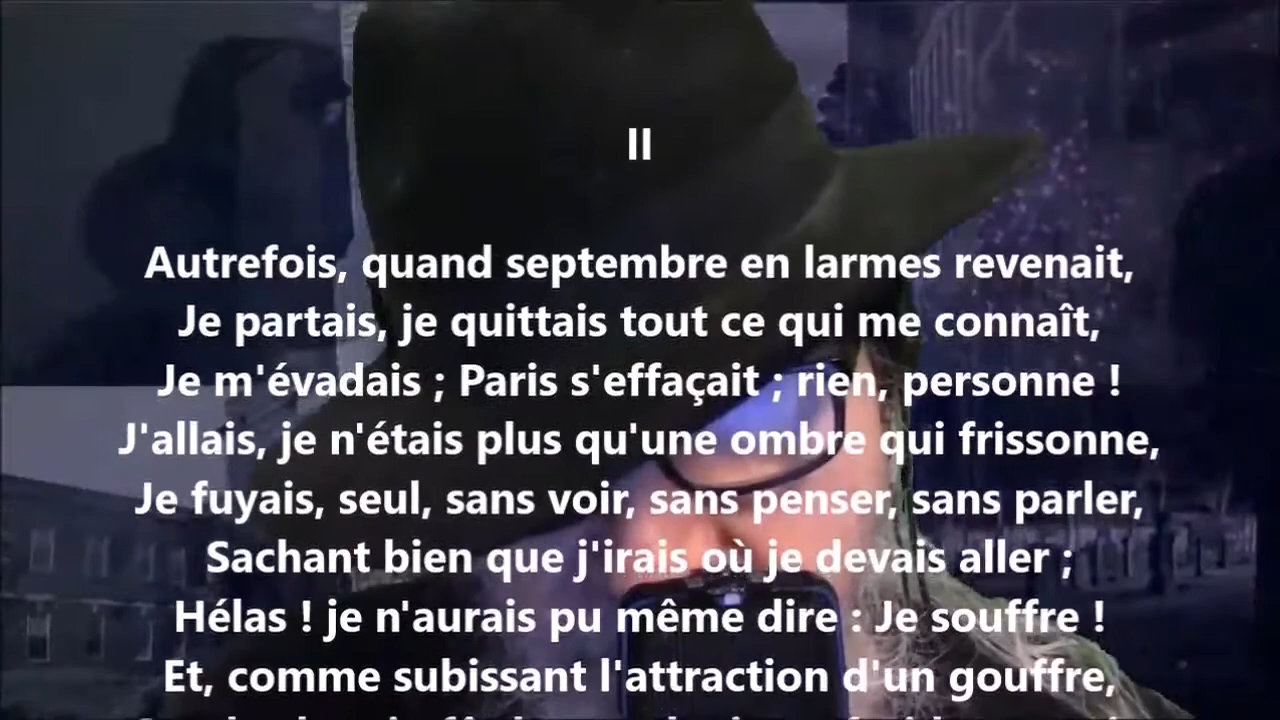 II
Autrefois, quand septembre en larmes revenait,
Je partais, je quittais tout ce qui me connaît,
Je m'évadais ; Paris s'effaçait ; rien, personne !
J'allais, je n'étais plus qu'une ombre qui frissonne,
Je fuyais, seul, sans voir, sans penser, sans parler,
Sachant bien que j'irais où je devais aller ;
Hélas ! je n'aurais pu même dire : Je souffre !
Et, comme subissant l'attraction d'un gouffre,